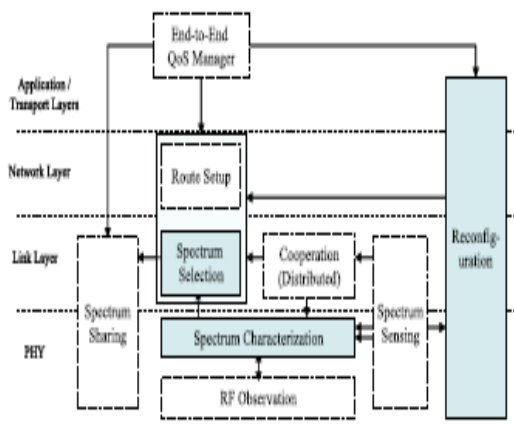 End-to-End
QoS Manager
Application /
Transport Layers
Network Layer
Route Setup
Link Layer
Spectrum
Selection
Cooperation
(Distributed)
Reconfig-
uration
Spectrum
Sharing
Spectrum
Sensing
PHY
Spectrum Characterization
RF Observation